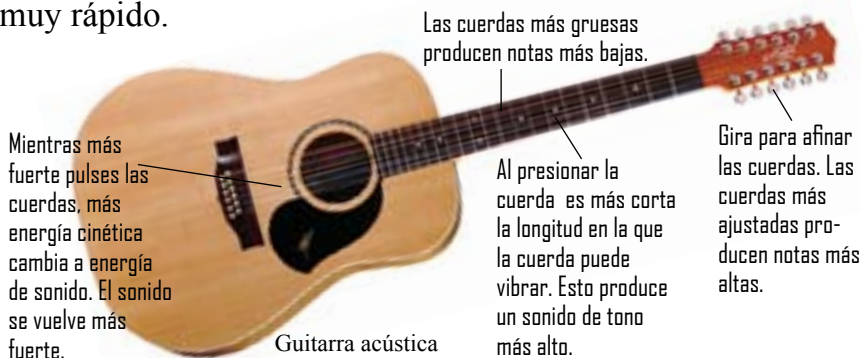 muy rápido.
Las cuerdas más gruesas
producen notas más bajas.
Mientras más
fuerte pulses las
cuerdas, más
energía cinética
cambia a energía
de sonido. El sonido
se vuelve más
fuerte.
Guitarra acústica
Al presionar la
cuerda es más corta
la longitud en la que
la cuerda puede
vibrar. Esto produce
un sonido de tono
más alto.
Gira para afinar
las cuerdas. Las
cuerdas más
ajustadas pro-
ducen notas más
altas.